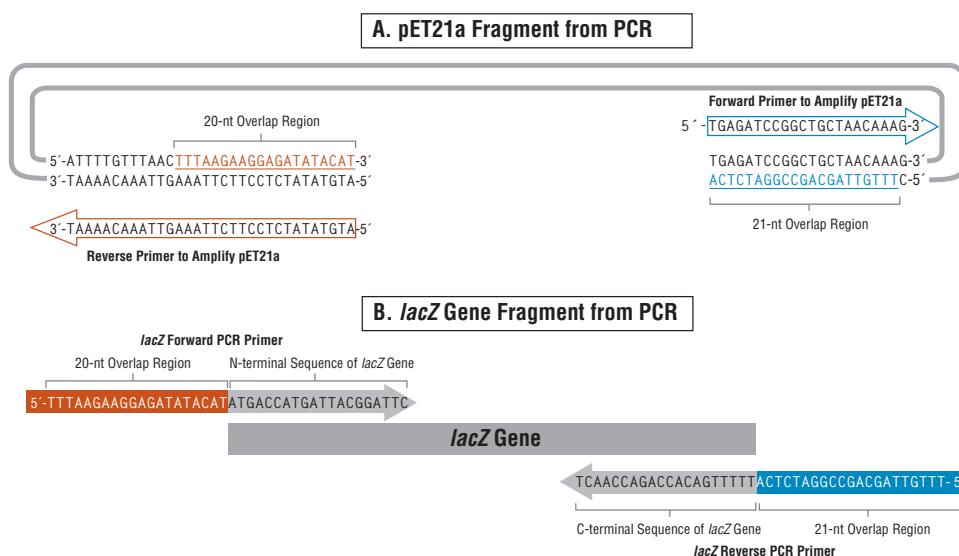 A. pET21a Fragment from PCR
Forward Primer to Amplify pET21a
20-nt Overlap Region
5´-TGAGATCCGGCTGCTAACAAAG-3´
5´-ATTTTGTTTAACTTTAAGAAGGAGATATACAT-3´
TGAGATCCGGCTGCTAACAAAG-3´
3´-TAAAACAAATTGAAATTCTTCCTCTATATGTA-5´
ACTCTAGGCCGACGATTGTTTC-5´
21-nt Overlap Region
3´-TAAAACAAATTGAAATTCTTCCTCTATATGTA-5´
Reverse Primer to Amplify pET21a
B. lacZ Gene Fragment from PCR
lacZ Forward PCR Primer
20-nt Overlap Region
N-terminal Sequence of lacZ Gene
5´-TTTAAGAAGGAGATATACATATGACCATGATTACGGATTC
lacZ Gene
TCAACCAGACCACAGTTTTTACTCTAGGCCGACGATTGTTT-5
C-terminal Sequence of lacZ Gene
21-nt Overlap Region
lacZ Reverse PCR Primer